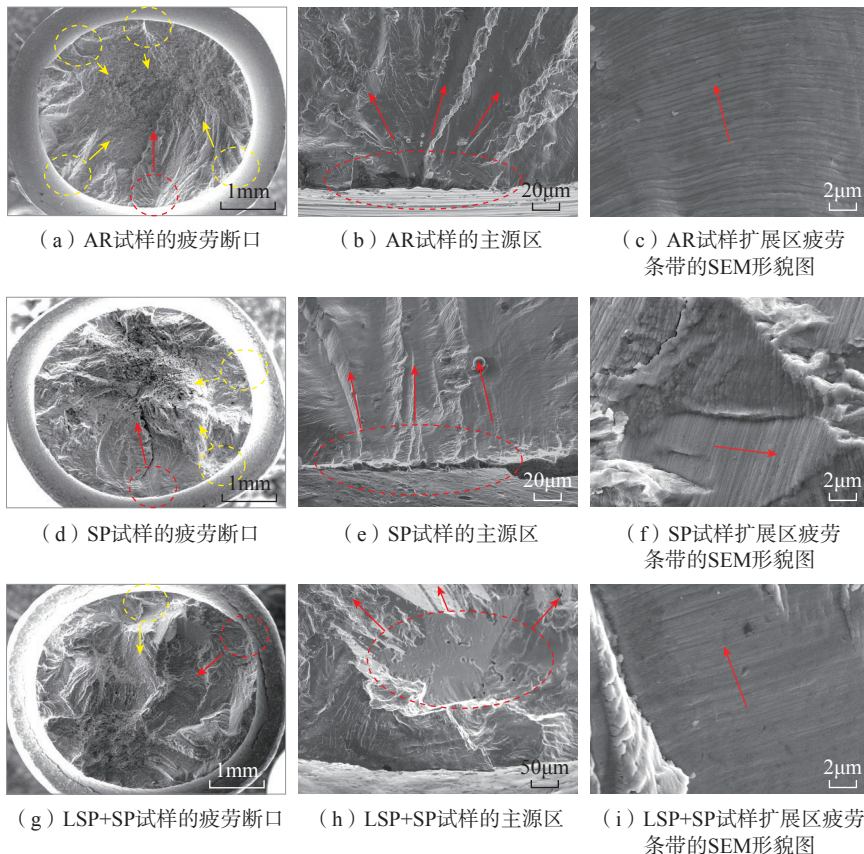 1mm
20μm
2μm
（a）AR试样的疲劳断口
（b）AR试样的主源区
（c）AR试样扩展区疲劳
条带的SEM形貌图
1mm
20μm
2μm
（d）SP试样的疲劳断口
（e）SP试样的主源区
（f）SP试样扩展区疲劳
条带的SEM形貌图
1mm
50μm
2μm
（g）LSP+SP试样的疲劳断口
（h）LSP+SP试样的主源区
（i）LSP+SP试样扩展区疲劳
条带的SEM形貌图